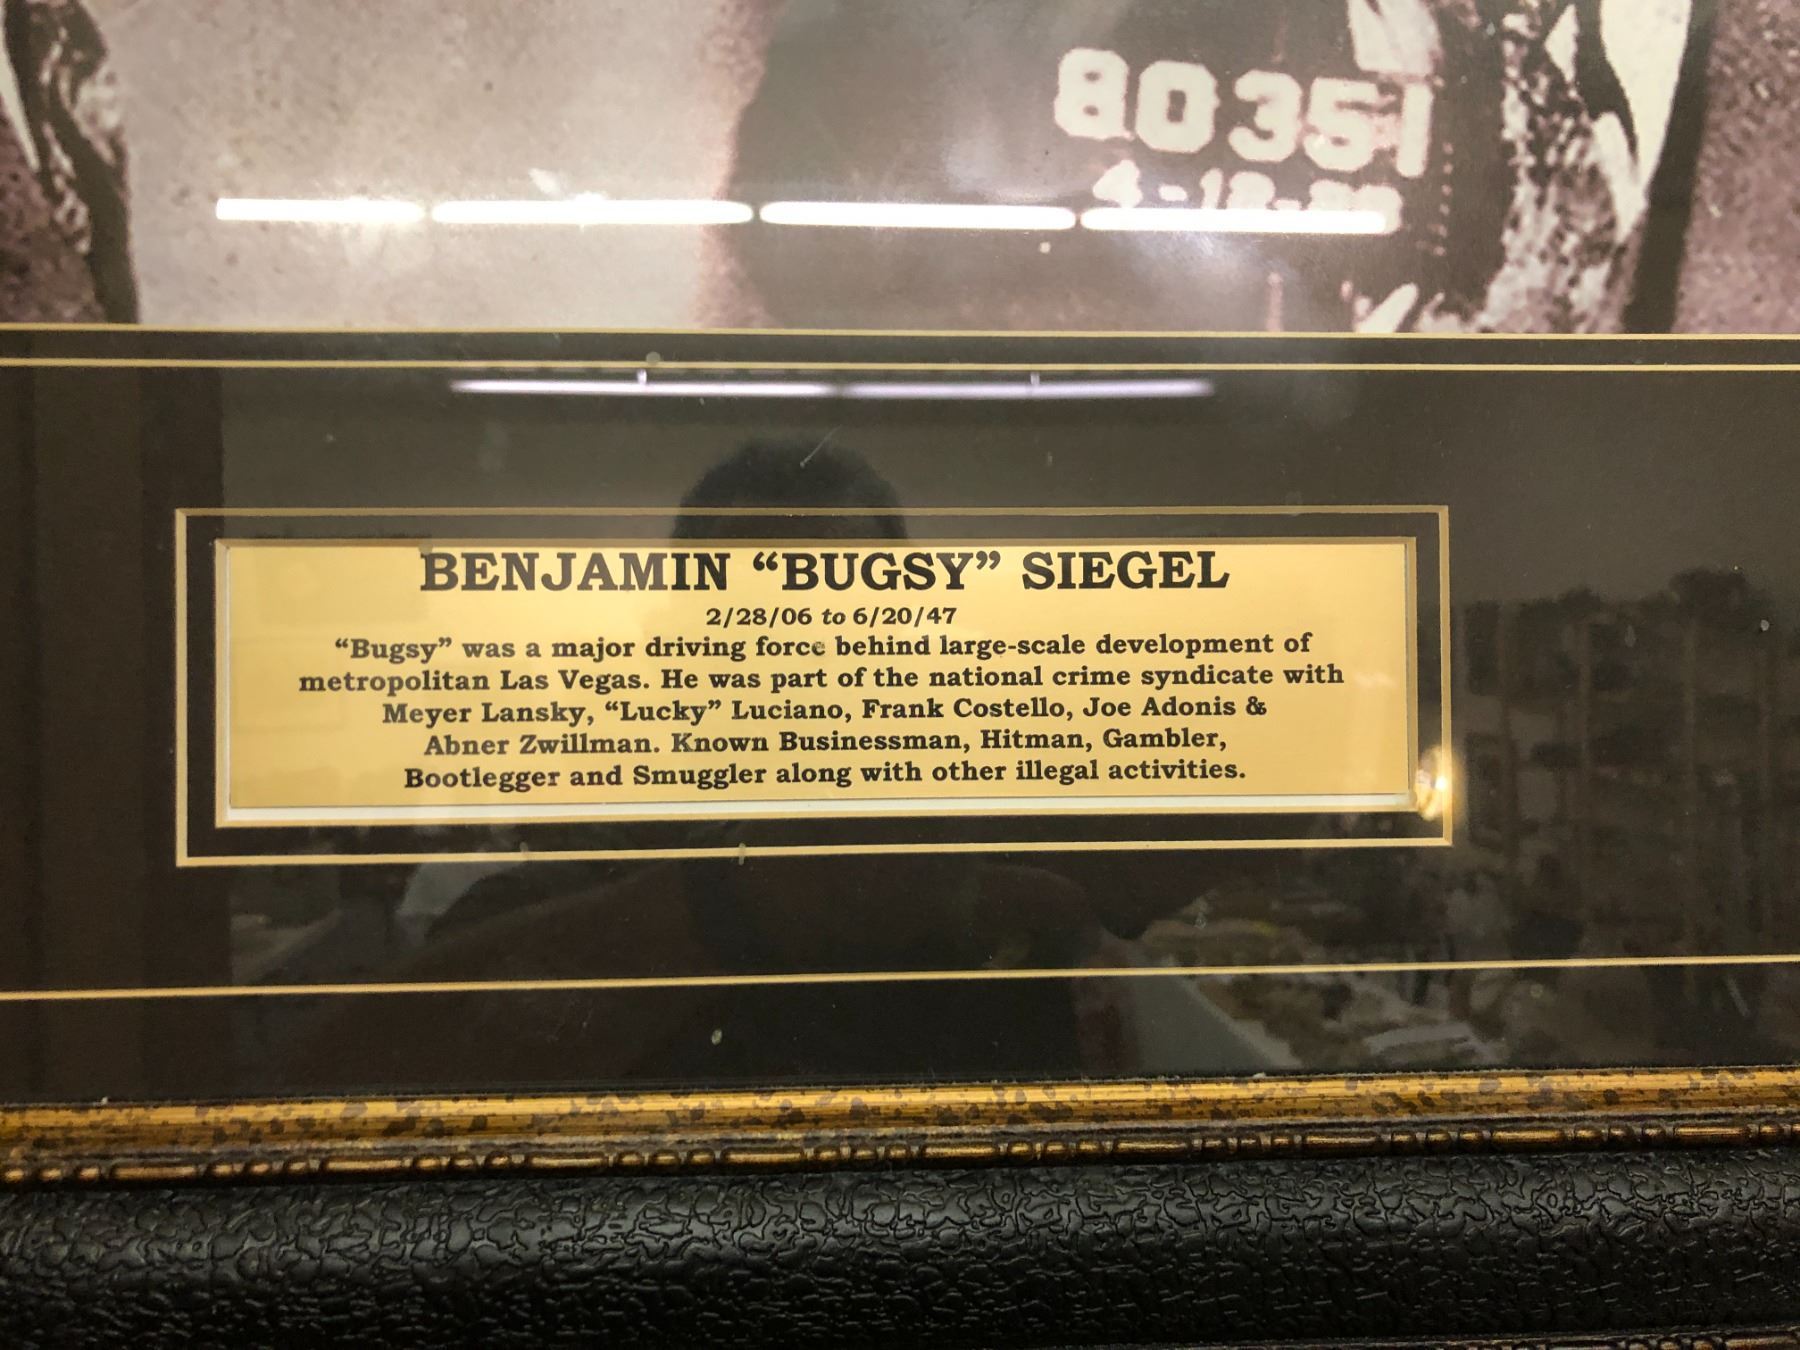 80351
BENJAMIN “BUGSY” SIEGEL
2/28/06 to 6/20/47
“Bugsy” was a major driving force behind large-scale development of
metropolitan Las Vegas. He was part of the national crime syndicate with
Meyer Lansky, “Lucky” Luciano, Frank Costello, Joe Adonis &
Abner Zwillman. Known Businessman, Hitman, Gambler,
Bootlegger and Smuggler along with other illegal activities.